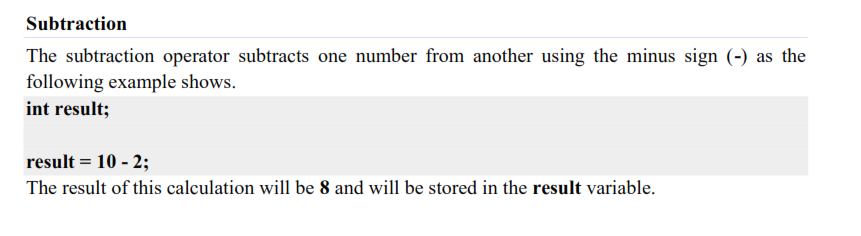 Subtraction
The subtraction operator subtracts one number from another using the minus sign (-) as the
following example shows.
int result;
result = 10 - 2;
The result of this calculation will be 8 and will be stored in the result variable.